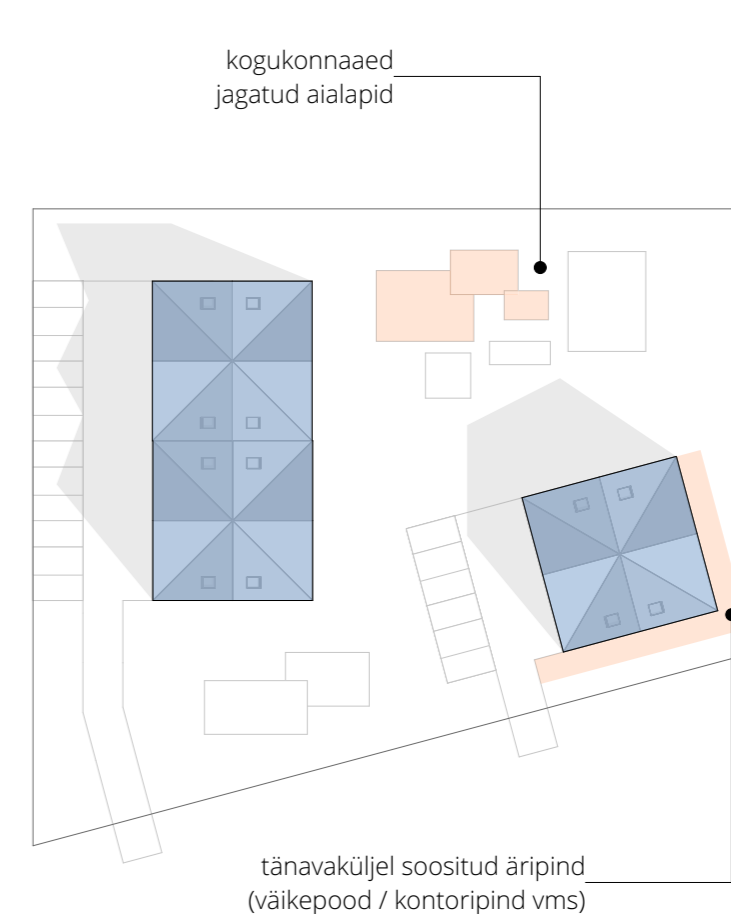 kogukonnaaed
jagatud aialapid
tänavaküljel soositud äripind
(väikepood / kontoripind vms)